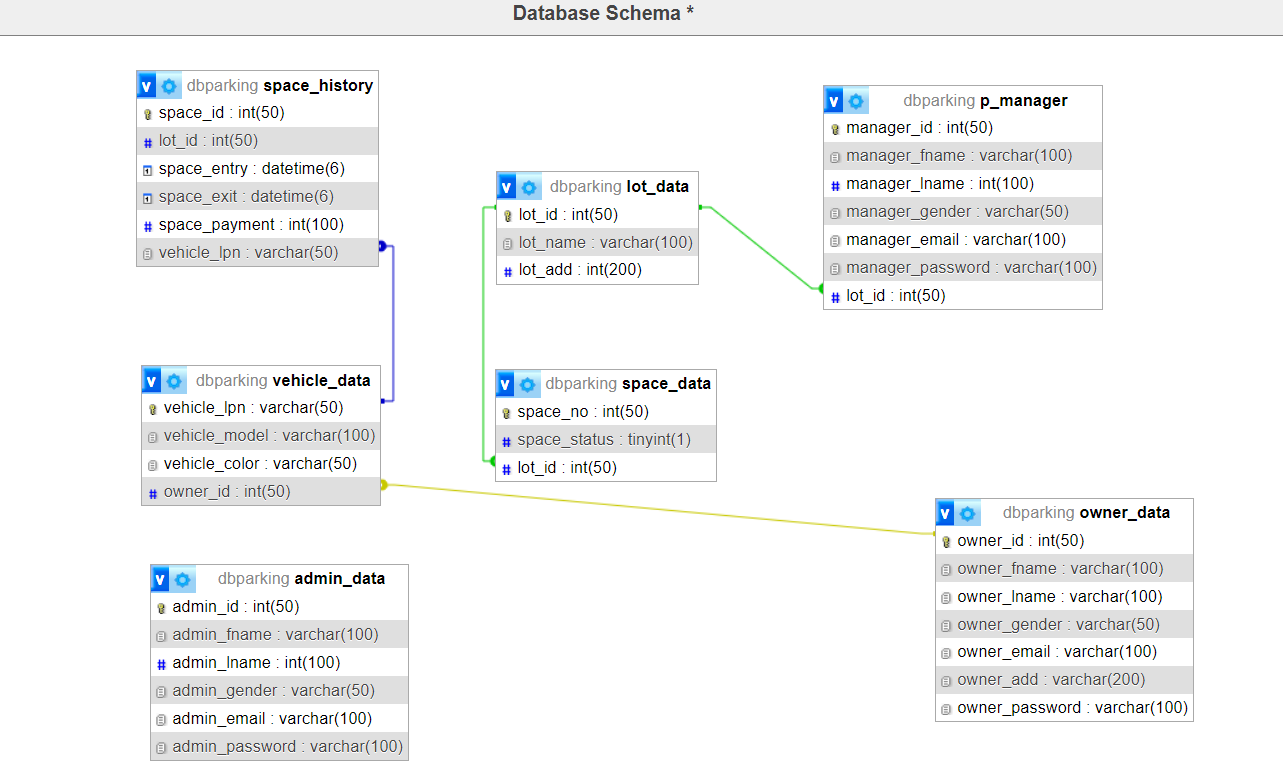 Database Schema *
v dbparking space_history
space_id : int(50)
# lot_id : int(50)
space_entry : datetime(6)
space_exit : datetime(6)
# space_payment : int(100)
vehicle_lpn : varchar(50)
v dbparking p_manager
manager_id : int(50)
manager_fname : varchar(100)
# manager_lname : int(100)
manager_gender : varchar(50)
manager_email : varchar(100)
manager_password : varchar(100)
# lot_id : int(50)
v dbparking lot_data
lot_id : int(50)
lot_name : varchar(100)
# lot_add : int(200)
v dbparking vehicle_data
vehicle_lpn : varchar(50)
vehicle_model : varchar(100)
vehicle_color : varchar(50)
# owner_id : int(50)
v dbparking space_data
space_no : int(50)
# space_status : tinyint(1)
# lot_id : int(50)
v dbparking owner_data
owner_id : int(50)
owner_fname : varchar(100)
owner_lname : varchar(100)
owner_gender : varchar(50)
owner_email : varchar(100)
owner_add : varchar(200)
owner_password : varchar(100)
v dbparking admin_data
admin_id : int(50)
admin_fname : varchar(100)
# admin_lname : int(100)
admin_gender : varchar(50)
admin_email : varchar(100)
admin_password : varchar(100)